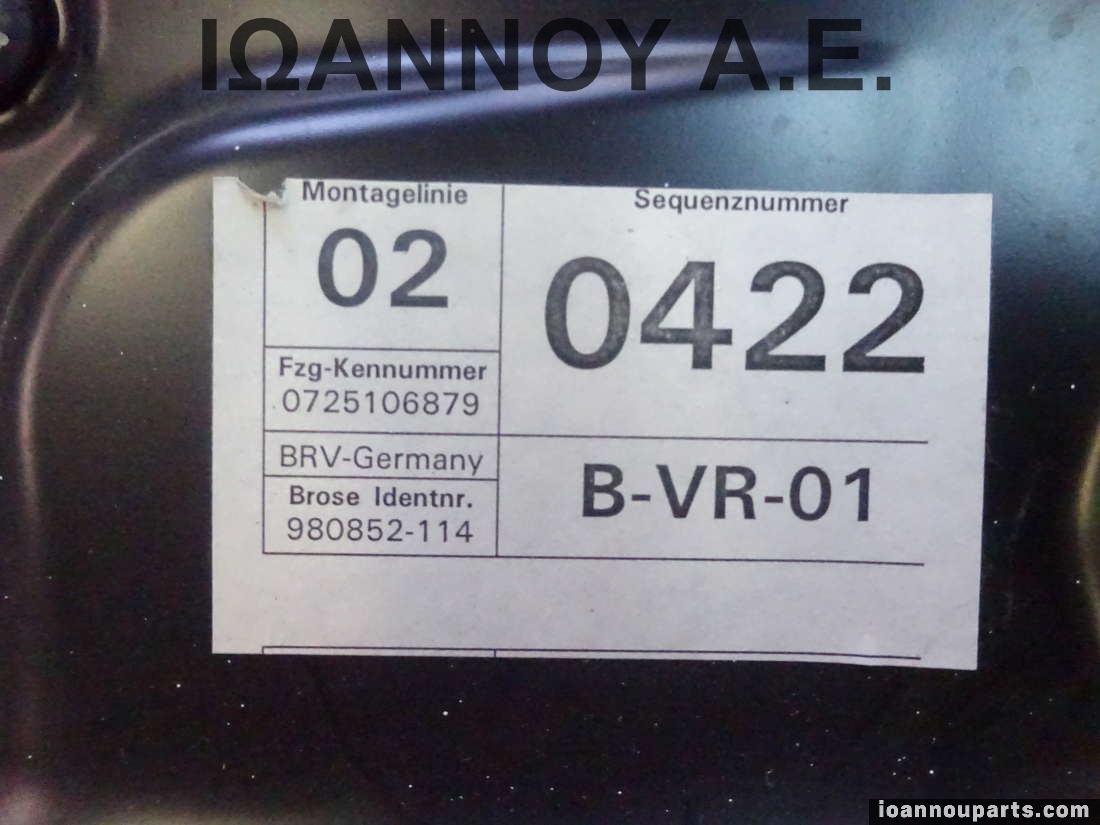 ΙΩΑΝΝΟΥ Α.Ε.
Montagelinie
02
Sequenznummer
0422
Fzg-Kennummer
0725106879
BRV-Germany
Brose Identnr.
980852-114
B-VR-01
ioannouparts.com